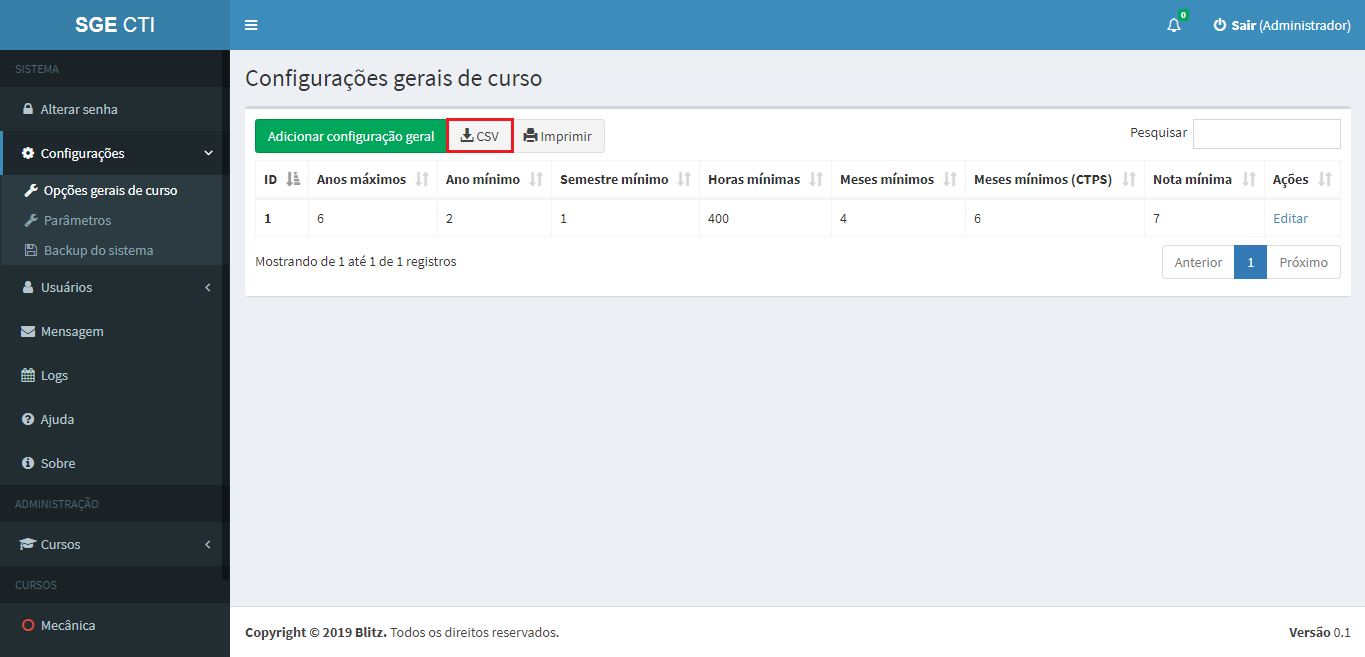 SGE CTI
0
Sair (Administrador)
SISTEMA
Alterar senha
Configurações
Opções gerais de curso
Parâmetros
Backup do sistema
Usuários
Mensagem
Logs
Ajuda
Sobre
ADMINISTRAÇÃO
Cursos
CURSOS
Mecânica
Configurações gerais de curso
Adicionar configuração geral CSV Imprimir
Pesquisar
ID Anos máximos Ano mínimo Semestre mínimo Horas mínimas Meses mínimos Meses mínimos (CTPS) Nota mínima Ações
1 6 2 1 400 4 6 7 Editar
Mostrando de 1 até 1 de 1 registros
Anterior 1 Próximo
Copyright © 2019 Blitz. Todos os direitos reservados.
Versão 0.1